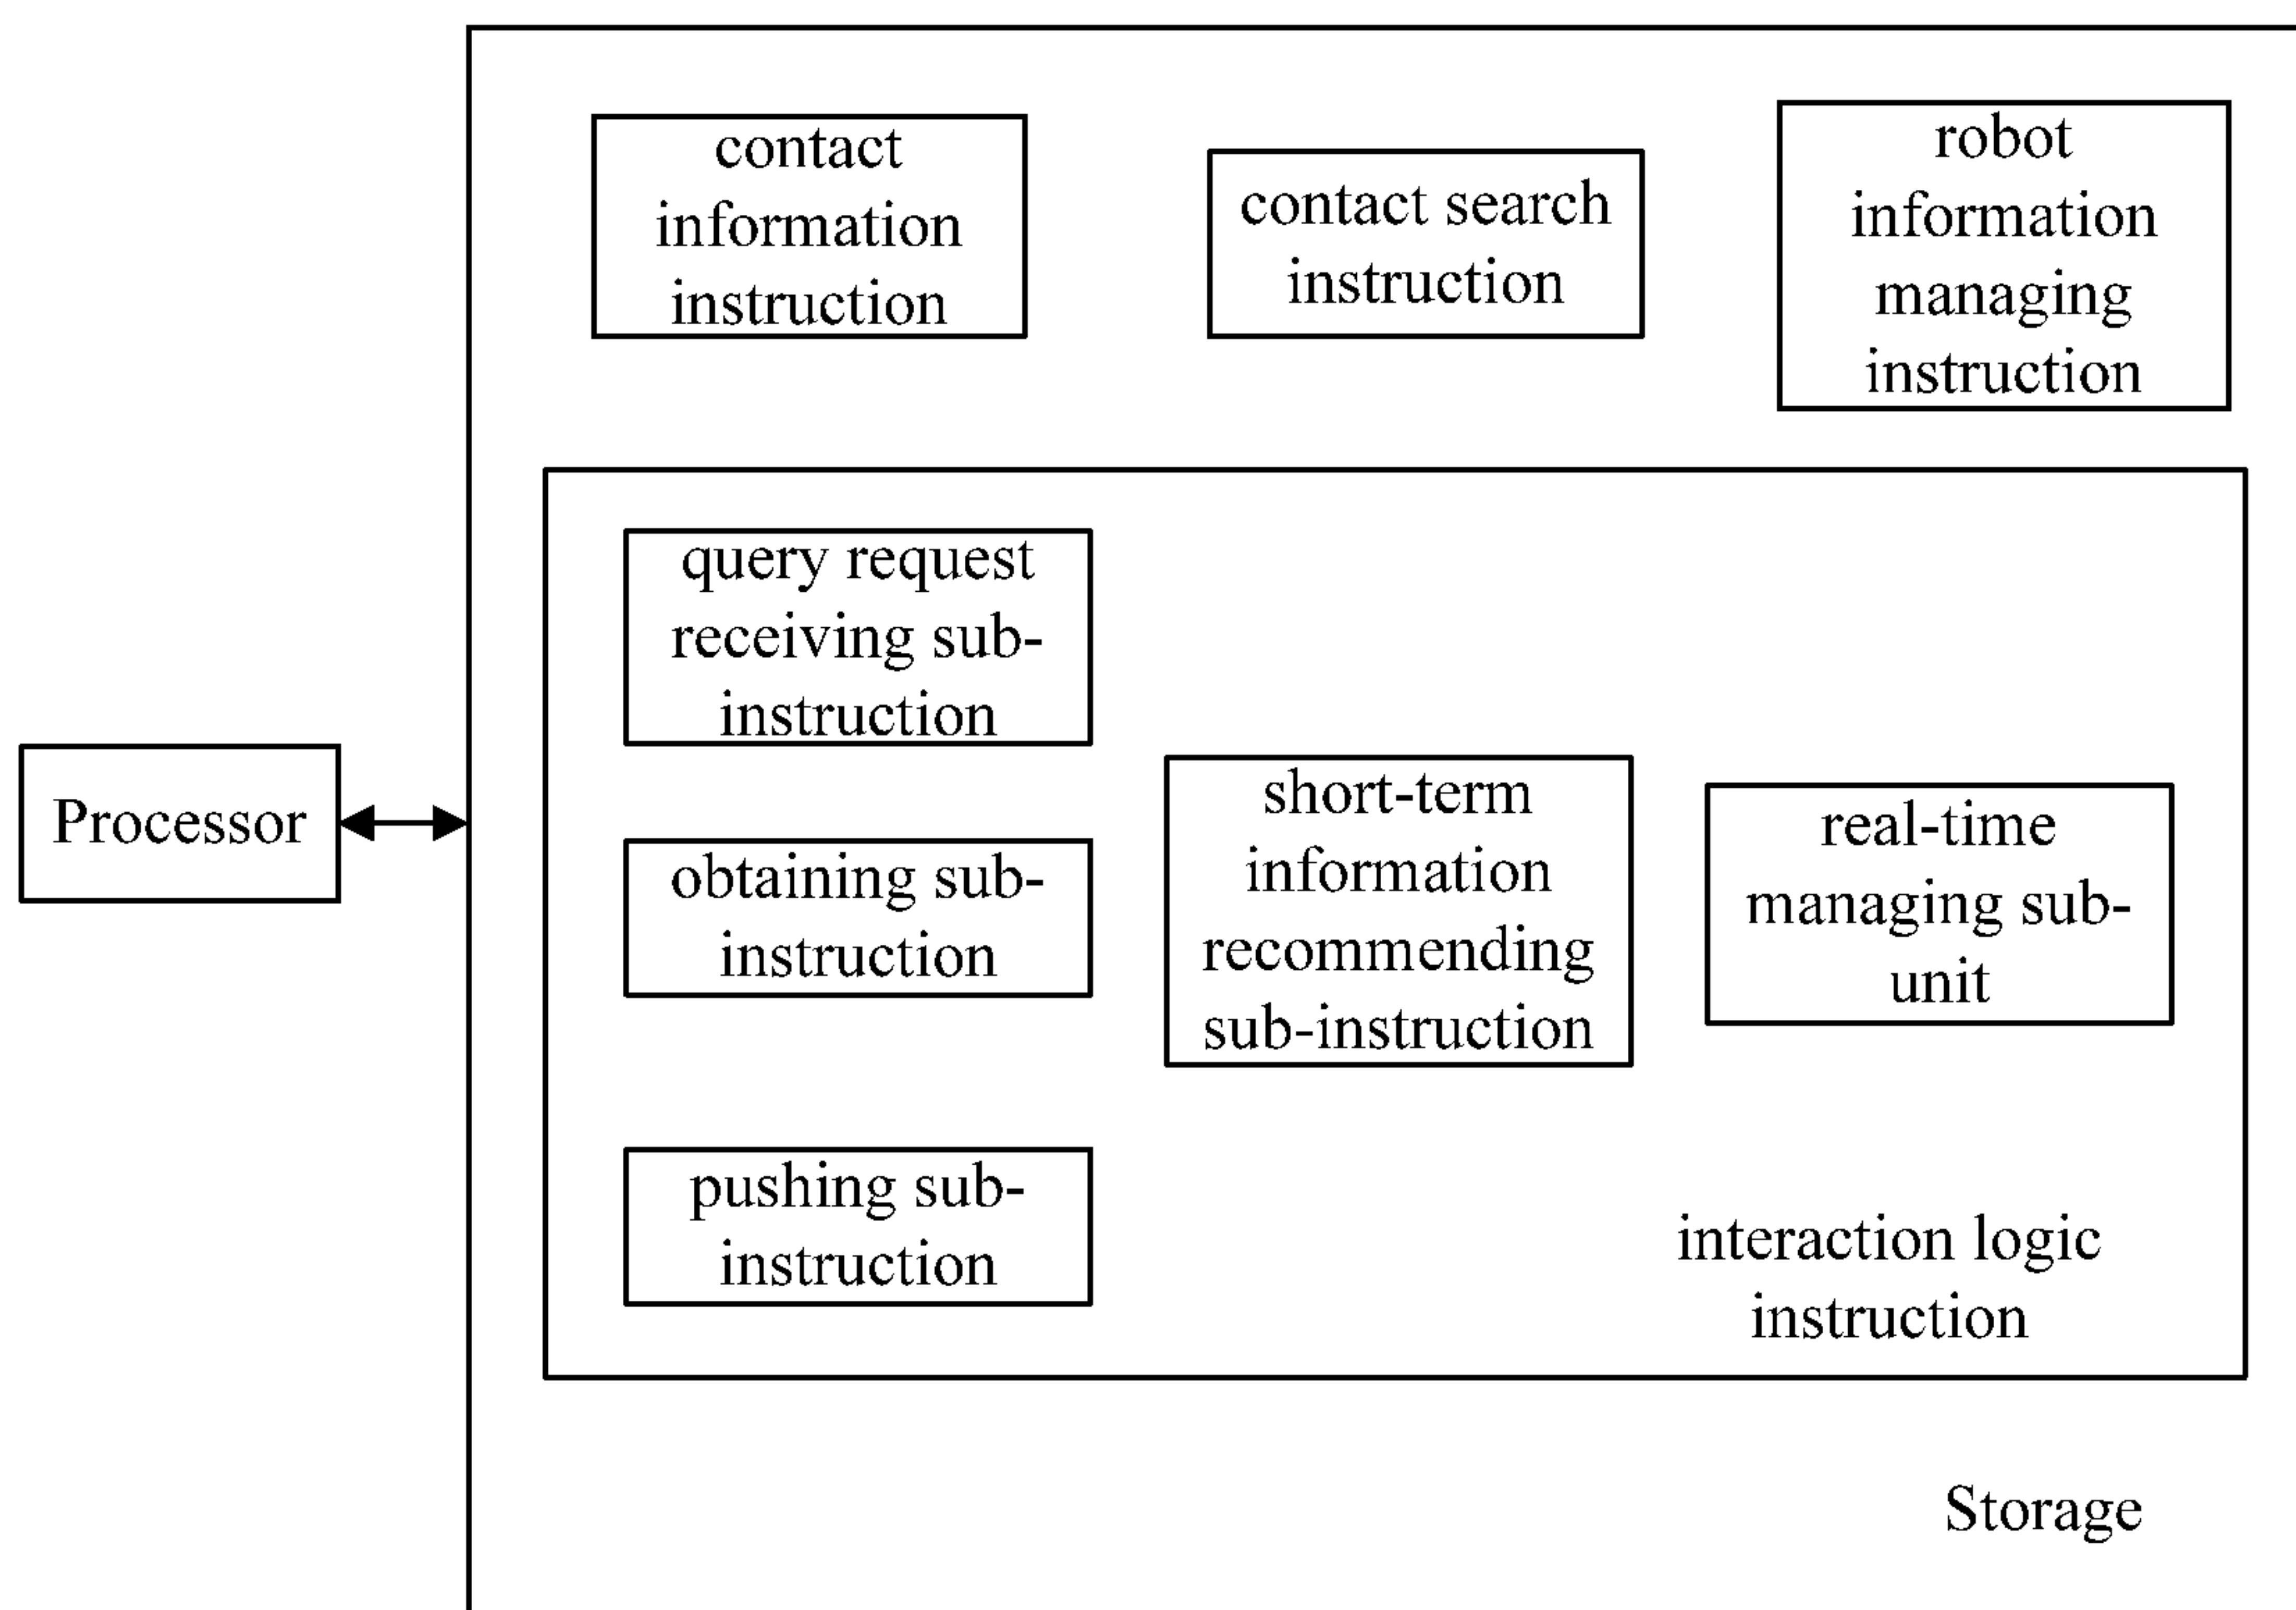 contact
information
instruction
contact search
instruction
robot
information
managing
instruction
query request
receiving sub-
instruction
Processor
obtaining sub-
instruction
short-term
information
recommending
sub-instruction
real-time
managing sub-
unit
pushing sub-
instruction
interaction logic
instruction
Storage